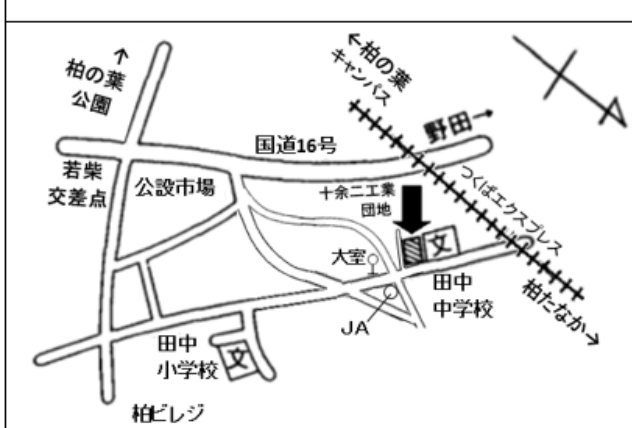 ↑
柏の葉
公園
←柏の葉
キャンパス
野田→
国道16号
若柴
交差点
公設市場
十余二工業
団地
つくばエクスプレス
大室
文
田中
中学校
柏たなか→
JA
田中
小学校
文
柏ビレジ